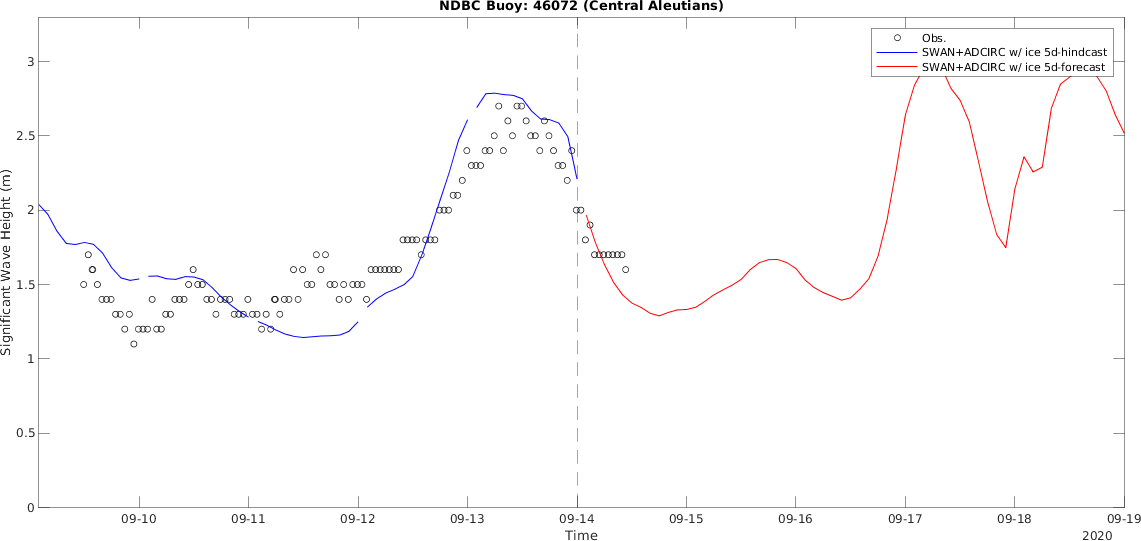 NDBC Buoy: 46072 (Central Aleutians)
Obs.
SWAN+ADCIRC w/ ice 5d-hindcast
SWAN+ADCIRC w/ ice 5d-forecast
Significant Wave Height (m)
3
2.5
2
1.5
1
0.5
0
09-10 09-11 09-12 09-13 09-14 09-15 09-16 09-17 09-18 09-19
Time
2020